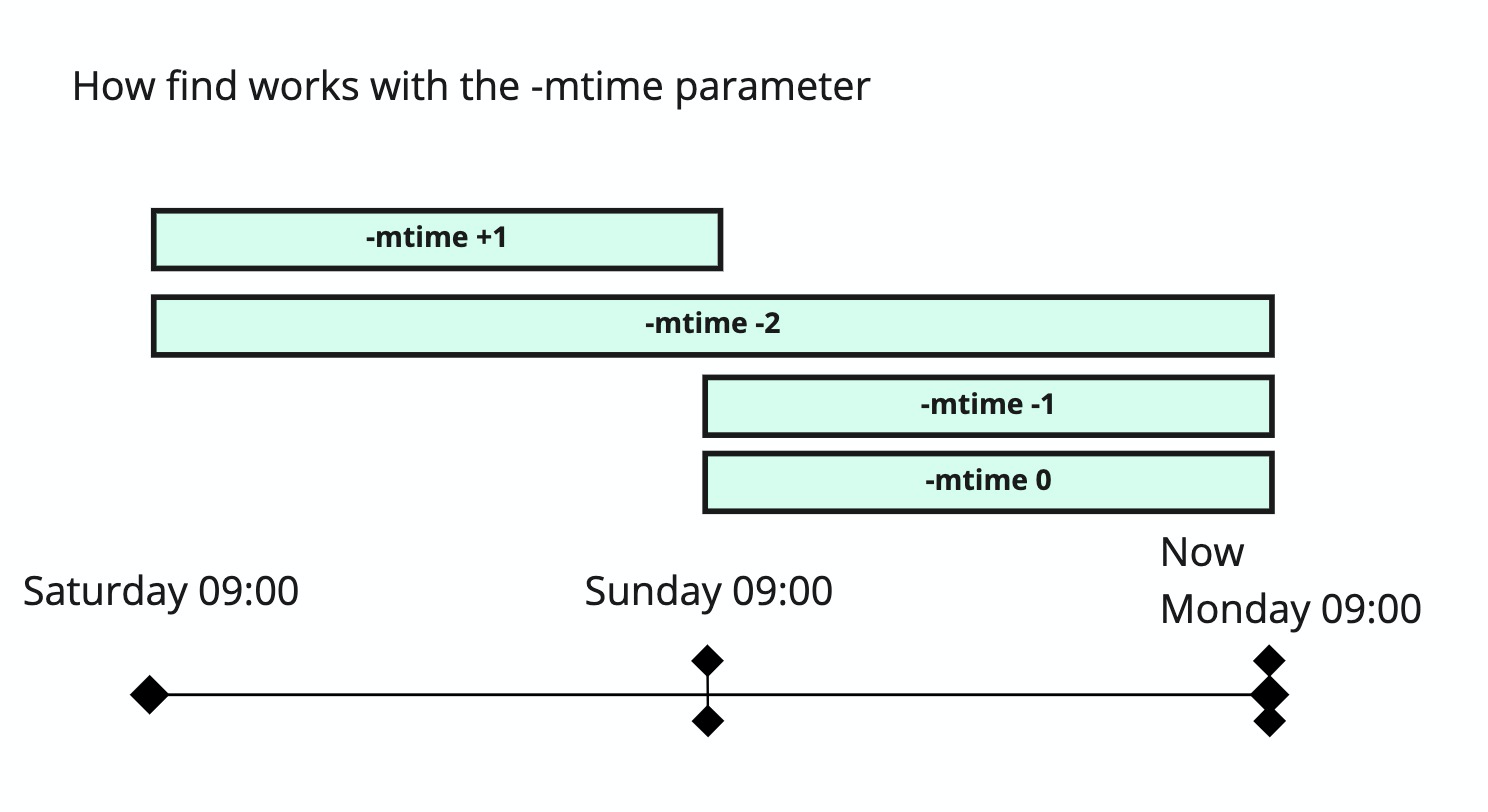 How find works with the -mtime parameter
-mtime +1
-mtime -2
-mtime -1
-mtime 0
Saturday 09:00
Sunday 09:00
Now
Monday 09:00